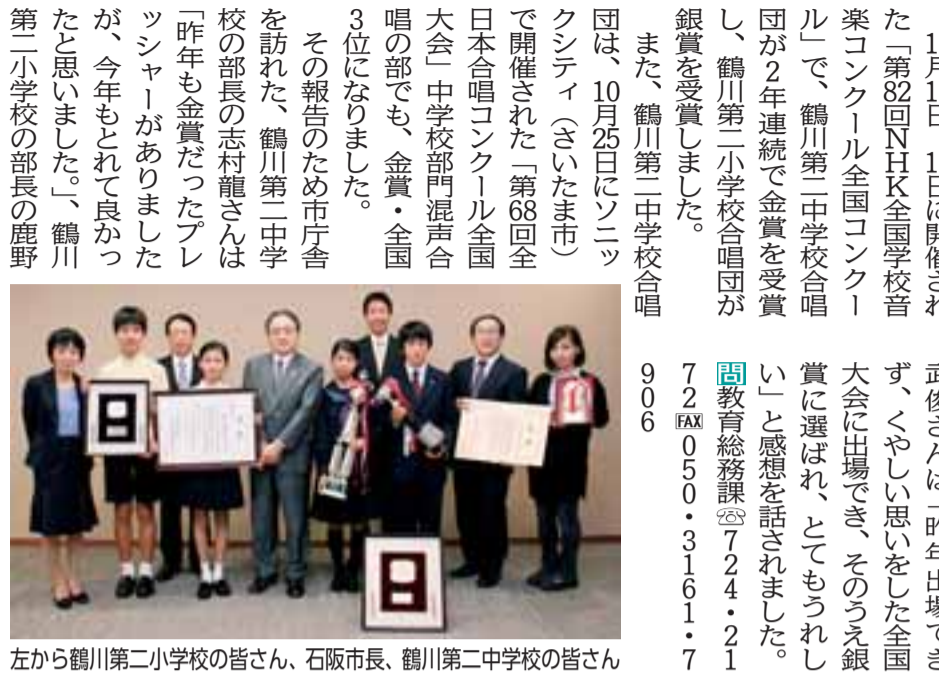 た「第82回NHK全国学校音
楽コンクール全国コンクー
ル」で、鶴川第二中学校合唱
団が2年連続で金賞を受賞
し、鶴川第二小学校合唱団が
銀賞を受賞しました。
また、鶴川第二中学校合唱
団は、10月25日にソニッ
クシティ（さいたま市）
で開催された「第68回全
日本合唱コンクール全国
大会」中学校部門混声合
唱の部でも、金賞・全国
3位になりました。
その報告のため市庁舎
を訪れた、鶴川第二中学
校の部長の志村龍さんは
「昨年も金賞だったプレ
ッシャーがありました
が、今年もとれて良かっ
たと思いました。」、鶴川
第二小学校の部長の鹿野
武俊さんは「昨年出場でき
ず、くやしい思いをした全国
大会に出場でき、そのうえ銀
賞に選ばれ、とてもうれし
い」と感想を話されました。
問教育総務課☎724・21
72FAX050・3161・7
906
左から鶴川第二小学校の皆さん、石阪市長、鶴川第二中学校の皆さん